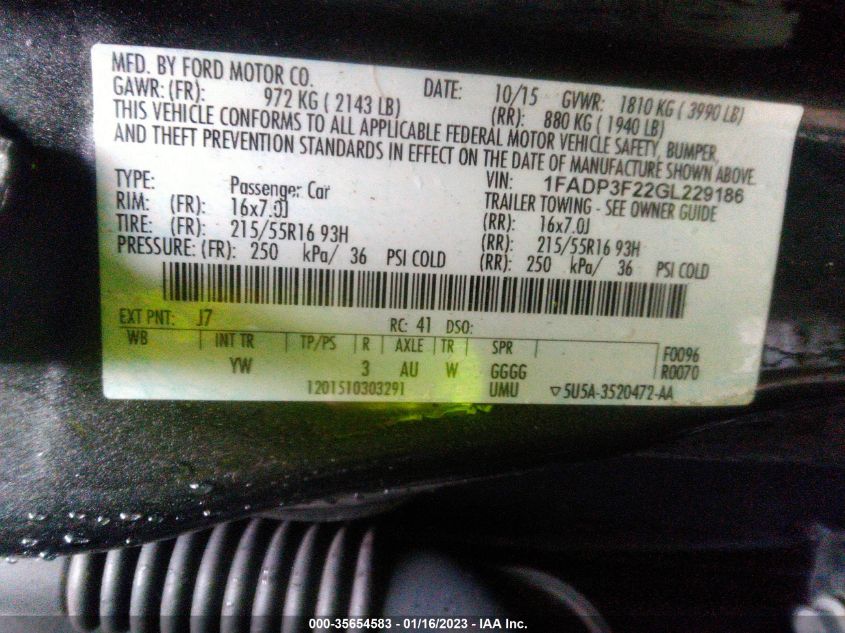 MFD. BY FORD MOTOR CO. DATE: 10/15 GVWR: 1810 KG ( 3990 LB)
GAWR: (FR): 972 KG ( 2143 LB) (RR): 880 KG ( 1940 LB)
THIS VEHICLE CONFORMS TO ALL APPLICABLE FEDERAL MOTOR VEHICLE SAFETY, BUMPER,
AND THEFT PREVENTION STANDARDS IN EFFECT ON THE DATE OF MANUFACTURE SHOWN ABOVE.
VIN: 1FADP3F22GL229186
TYPE: Passenger Car TRAILER TOWING - SEE OWNER GUIDE
RIM: (FR): 16x7.0J (RR): 16x7.0J
TIRE: (FR): 215/55R16 93H (RR): 215/55R16 93H
PRESSURE: (FR): 250 kPa/ 36 PSI COLD (RR): 250 kPa/ 36 PSI COLD
EXT PNT: J7 RC: 41 DSO:
WB INT TR TP/PS R AXLE TR SPR F0096
YW 3 AU W GGGG R0070
1201510303291 UMU ▽5U5A-3520472-AA
000-35654583 - 01/16/2023 - IAA Inc.